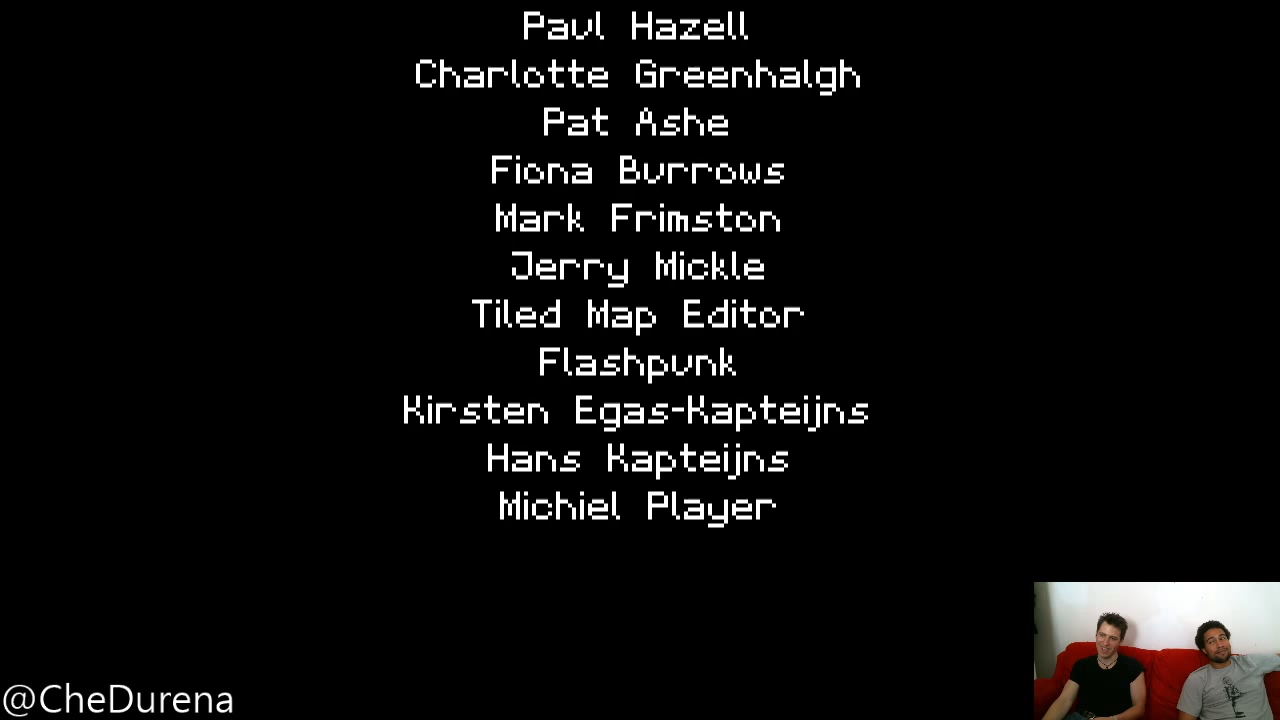 Paul Hazell
Charlotte Greenhalgh
Pat Ashe
Fiona Burrows
Mark Frimston
Jerry Mickle
Tiled Map Editor
Flashpunk
Kirsten Egas-Kapteijns
Hans Kapteijns
Michiel Player
@CheDurena